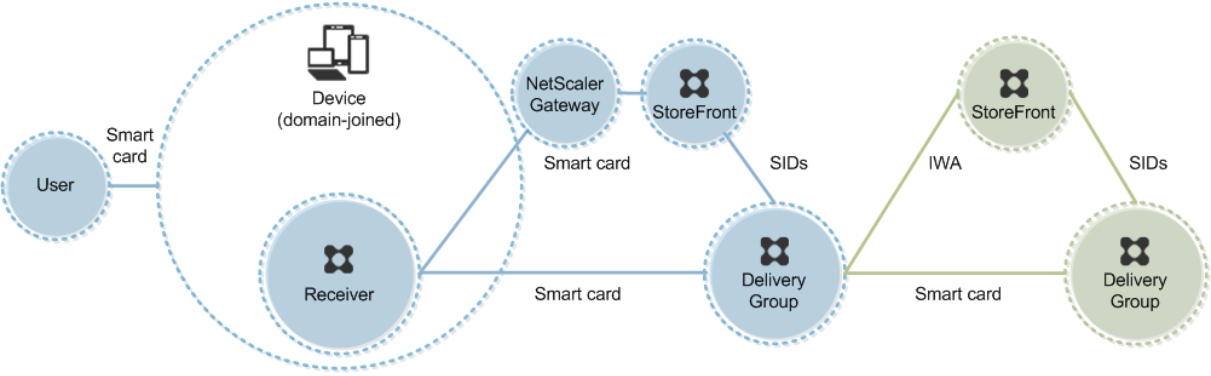 Device
(domain-joined)
NetScaler
Gateway
StoreFront
StoreFront
Smart
card
Smart card
SIDs
IWA
SIDs
User
Receiver
Smart card
Delivery
Group
Smart card
Delivery
Group